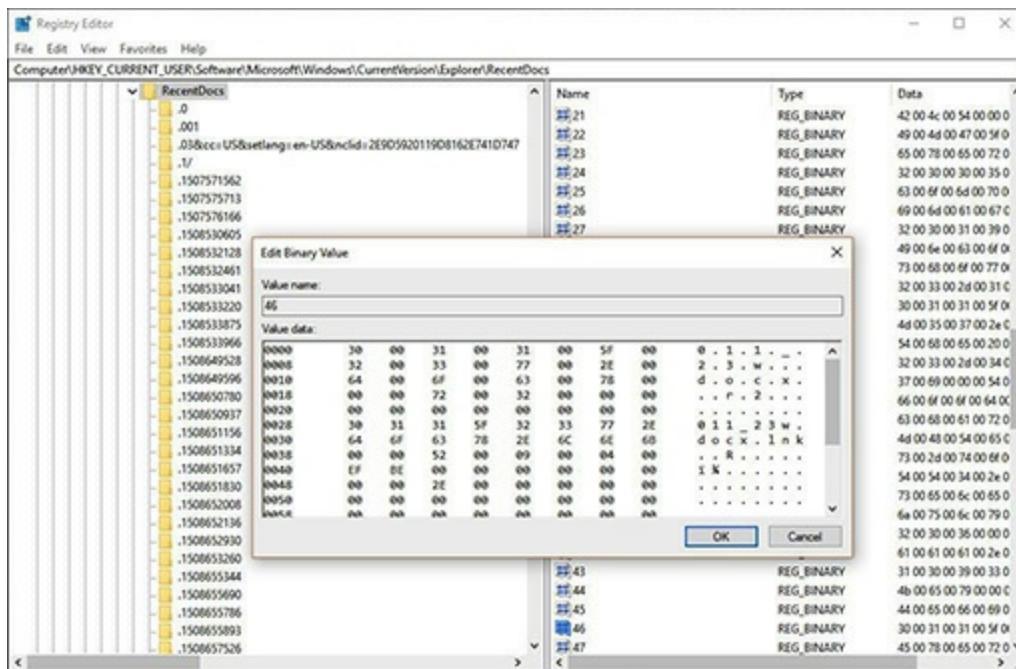 Registry Editor
File Edit View Favorites Help
Computer\HKEY_CURRENT_USER\Software\Microsoft\Windows\CurrentVersion\Explorer\RecentDocs
RecentDocs
.0
.001
.03&cc=US&setlang=en-US&nclid=2E9D5920119D8162E741D747
.1/
.1507571562
.1507575713
.1507576166
.1508530605
.1508532128
.1508532461
.1508533041
.1508533220
.1508533875
.1508533966
.1508649528
.1508649596
.1508650780
.1508650937
.1508651156
.1508651334
.1508651657
.1508651830
.1508652008
.1508652136
.1508652930
.1508653260
.1508655344
.1508655690
.1508655786
.1508655893
.1508657526
Name Type Data
21 REG_BINARY 42 00 4c 00 54 00 00 0
22 REG_BINARY 49 00 4d 00 47 00 5f 0
23 REG_BINARY 65 00 78 00 65 00 72 0
24 REG_BINARY 32 00 30 00 30 00 35 0
25 REG_BINARY 63 00 6f 00 6d 00 70 0
26 REG_BINARY 69 00 6d 00 61 00 67 0
27 REG_BINARY 32 00 30 00 31 00 39 0
49 00 6e 00 63 00 6f 0
73 00 68 00 6f 00 77 0
32 00 33 00 2d 00 31 0
30 00 31 00 31 00 5f 0
4d 00 35 00 37 00 2e 0
54 00 68 00 65 00 20 0
32 00 33 00 2d 00 34 0
37 00 69 00 00 00 54 0
66 00 6f 00 6f 00 64 00
63 00 68 00 61 00 72 0
4d 00 48 00 54 00 65 0
73 00 2d 00 74 00 6f 0
54 00 54 00 34 00 2e 0
73 00 65 00 6c 00 65 0
6a 00 75 00 6c 00 79 0
32 00 30 00 36 00 00 0
61 00 61 00 61 00 2e 0
43 REG_BINARY 31 00 30 00 39 00 33 0
44 REG_BINARY 4b 00 65 00 79 00 00 0
45 REG_BINARY 44 00 65 00 66 00 69 0
46 REG_BINARY 30 00 31 00 31 00 5f 0
47 REG_BINARY 45 00 78 00 65 00 72 0
Edit Binary Value
Value name:
46
Value data:
0000 30 00 31 00 31 00 5F 00 0 . 1 . 1 . _ .
0008 32 00 33 00 77 00 2E 00 2 . 3 . w . . .
0010 64 00 6F 00 63 00 78 00 d . o . c . x .
0018 00 00 72 00 32 00 00 00 . . r . 2 . . .
0020 00 00 00 00 00 00 00 00 . . . . . . . .
0028 30 31 31 5F 32 33 77 2E 0 1 1 _ 2 3 w .
0030 64 6F 63 78 2E 6C 6E 6B d o c x . l n k
0038 00 00 52 00 09 00 04 00 . . R . . . . .
0040 EF BE 00 00 00 00 00 00 ï ¾ . . . . . .
0048 00 00 2E 00 00 00 00 00 . . . . . . . .
0050 00 00 00 00 00 00 00 00 . . . . . . . .
OK Cancel